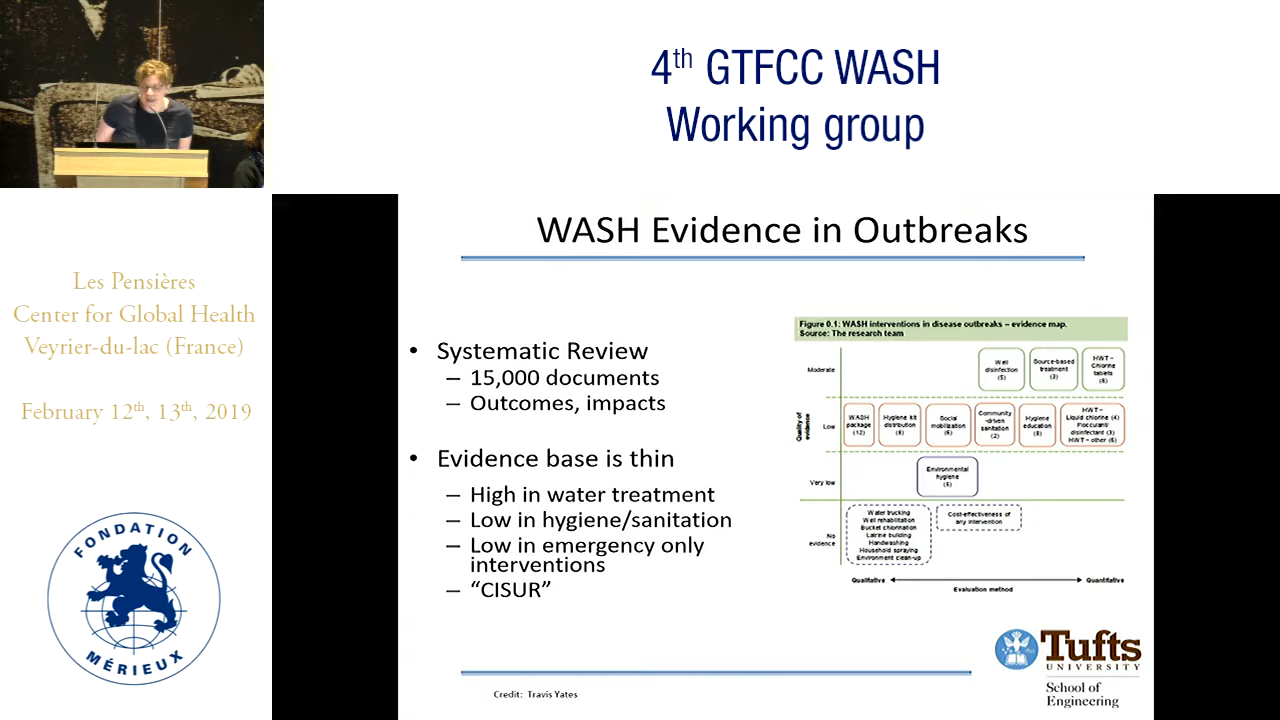 4th GTFCC WASH
Working group
Les Pensières
Center for Global Health
Veyrier-du-lac (France)
February 12th, 13th, 2019
FONDATION
MÉRIEUX
WASH Evidence in Outbreaks
• Systematic Review
– 15,000 documents
– Outcomes, impacts
• Evidence base is thin
– High in water treatment
– Low in hygiene/sanitation
– Low in emergency only
interventions
– “CISUR”
Figure 0.1: WASH interventions in disease outbreaks – evidence map.
Source: The research team
Quality of
evidence
Moderate
Well
disinfection
(5)
Source-based
treatment
(3)
HWT –
Chlorine
tablets
(6)
Low
WASH
package
(12)
Hygiene kit
distribution
(8)
Social
mobilization
(6)
Community
-driven
sanitation
(2)
Hygiene
education
(8)
HWT –
Liquid chlorine (4)
Flocculant/
disinfectant (3)
HWT – other (6)
Very low
Environmental
hygiene
(5)
No
evidence
Water trucking
Well rehabilitation
Bucket chlorination
Latrine building
Handwashing
Household spraying
Environment clean-up
Cost-effectiveness of
any intervention
Qualitative
Quantitative
Evaluation method
Credit: Travis Yates
Tufts
UNIVERSITY
School of
Engineering